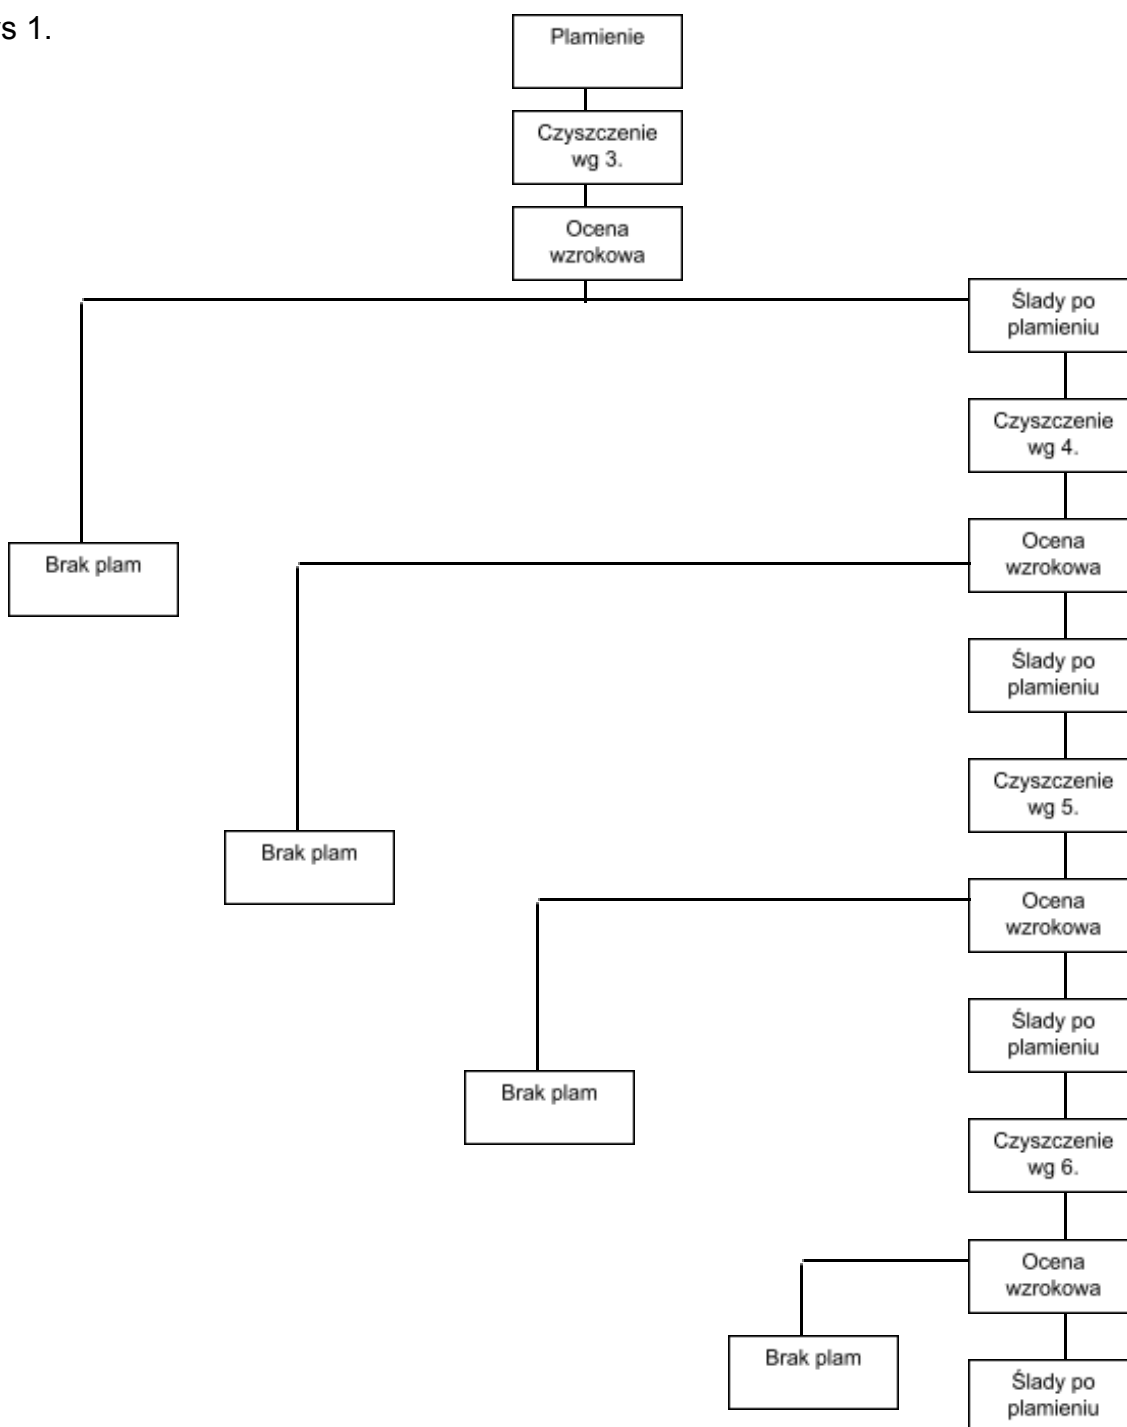 s 1.
Plamienie
Czyszczenie
wg 3.
Ocena
wzrokowa
Ślady po
plamieniu
Czyszczenie
wg 4.
Ocena
wzrokowa
Brak plam
Ślady po
plamieniu
Czyszczenie
wg 5.
Brak plam
Ocena
wzrokowa
Ślady po
plamieniu
Brak plam
Czyszczenie
wg 6.
Ocena
wzrokowa
Brak plam
Ślady po
plamieniu